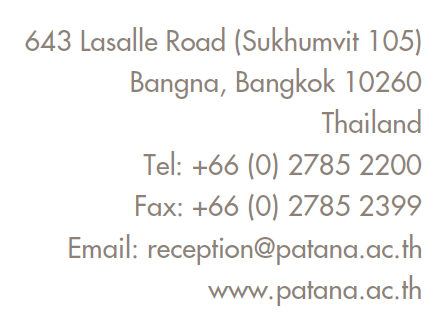 643 Lasalle Road (Sukhumvit 105)
Bangna, Bangkok 10260
Thailand
Tel: +66 (0) 2785 2200
Fax: +66 (0) 2785 2399
Email: reception@patana.ac.th
www.patana.ac.th